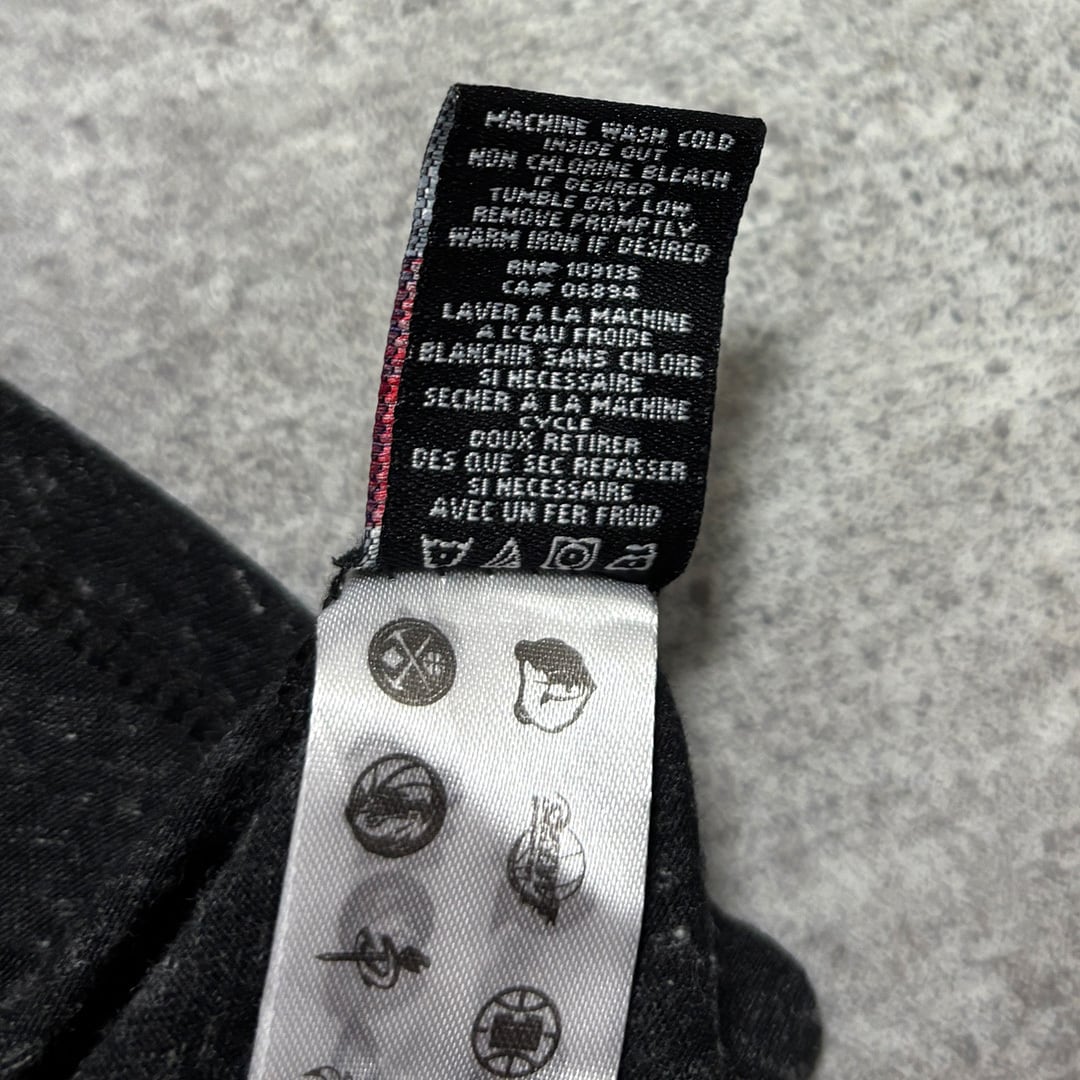 MACHINE WASH COLD
INSIDE OUT
NON CHLORINE BLEACH
IF DESIRED
TUMBLE DRY LOW
REMOVE PROMPTLY
WARM IRON IF DESIRED
RN# 109135
CA# 06894
LAVER A LA MACHINE
A L'EAU FROIDE
BLANCHIR SANS CHLORE
SI NECESSAIRE
SECHER A LA MACHINE
CYCLE
DOUX RETIRER
DES QUE SEC REPASSER
SI NECESSAIRE
AVEC UN FER FROID